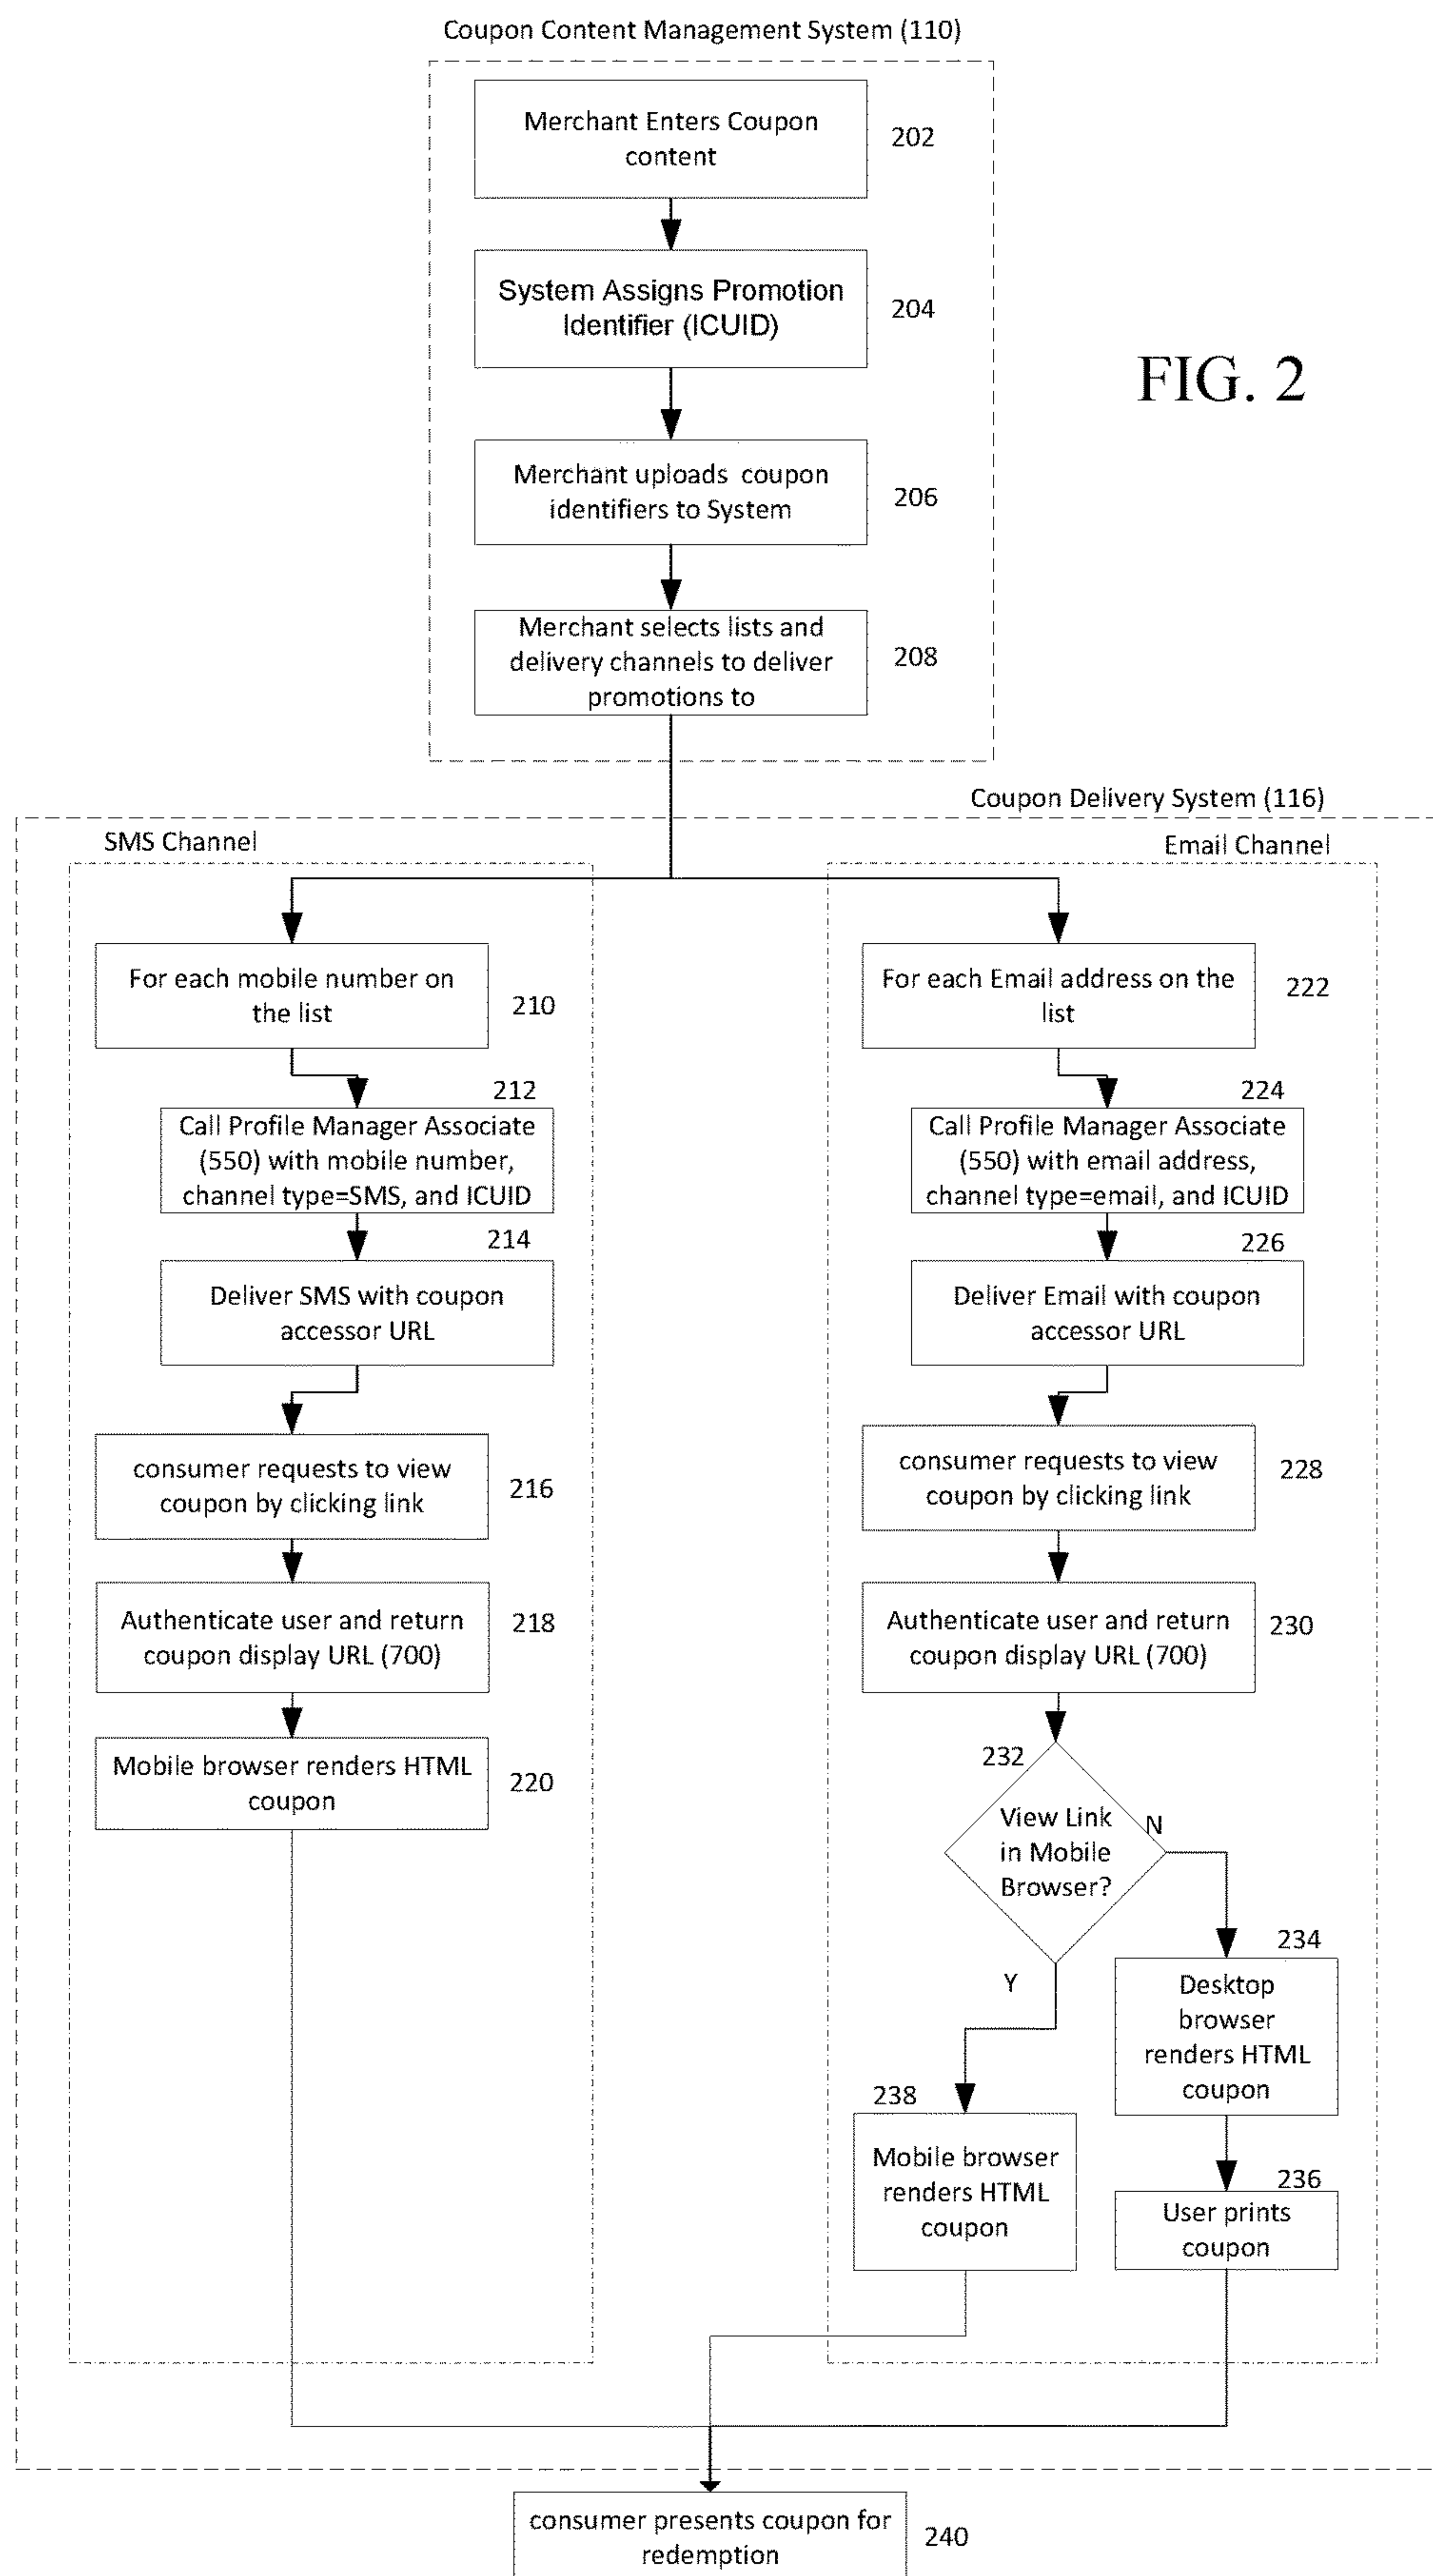 Coupon Content Management System (110)
Merchant Enters Coupon
content
202
System Assigns Promotion
Identifier (ICUID)
204
FIG. 2
Merchant uploads coupon
identifiers to System
206
Merchant selects lists and
delivery channels to deliver
promotions to
208
Coupon Delivery System (116)
SMS Channel
For each mobile number on
the list
210
212
Call Profile Manager Associate
(550) with mobile number,
channel type=SMS, and ICUID
214
Deliver SMS with coupon
accessor URL
consumer requests to view
coupon by clicking link
216
Authenticate user and return
coupon display URL (700)
218
Mobile browser renders HTML
coupon
220
Email Channel
For each Email address on the
list
222
224
Call Profile Manager Associate
(550) with email address,
channel type=email, and ICUID
226
Deliver Email with coupon
accessor URL
consumer requests to view
coupon by clicking link
228
Authenticate user and return
coupon display URL (700)
230
232
View Link
in Mobile
Browser?
N
Y
234
Desktop
browser
renders HTML
coupon
236
User prints
coupon
238
Mobile browser
renders HTML
coupon
consumer presents coupon for
redemption
240